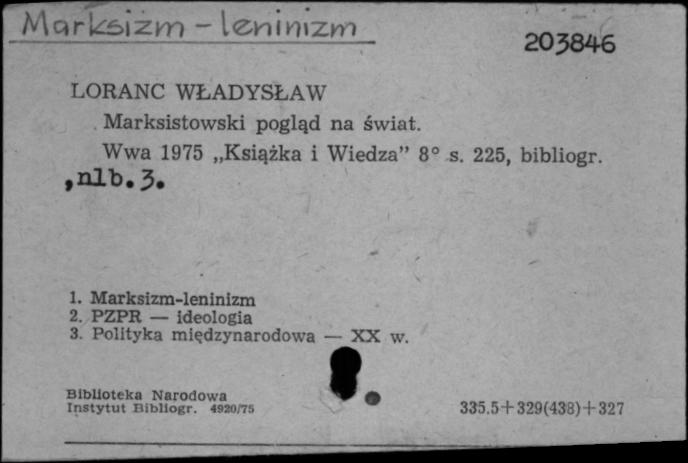 Marksizm - leninizm
203846
LORANC WŁADYSŁAW
Marksistowski pogląd na świat.
Wwa 1975 „Książka i Wiedza” 8° s. 225, bibliogr.
,nlb.3.
1. Marksizm-leninizm
2. PZPR — ideologia
3. Polityka międzynarodowa — XX w.
Biblioteka Narodowa
Instytut Bibliogr. 4920/75
335.5+329(438)+327